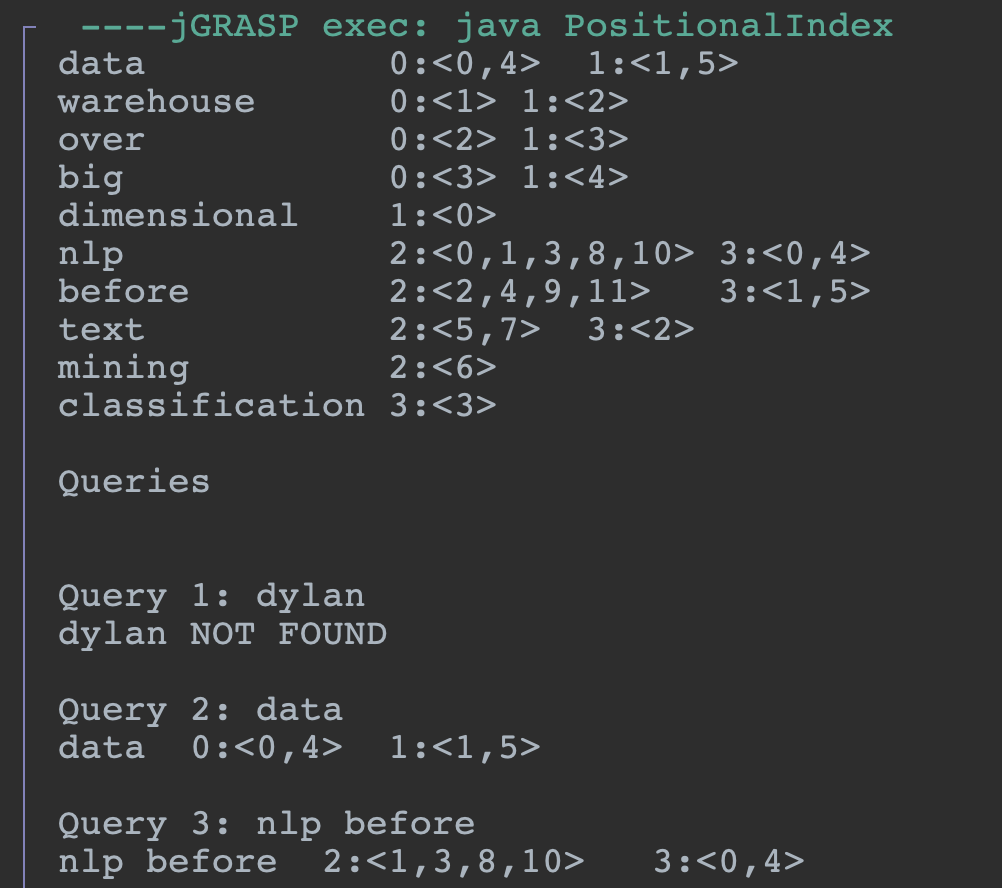 ----jGRASP exec: java PositionalIndex
data 0:<0,4> 1:<1,5>
warehouse 0:<1> 1:<2>
over 0:<2> 1:<3>
big 0:<3> 1:<4>
dimensional 1:<0>
nlp 2:<0,1,3,8,10> 3:<0,4>
before 2:<2,4,9,11> 3:<1,5>
text 2:<5,7> 3:<2>
mining 2:<6>
classification 3:<3>
Queries
Query 1: dylan
dylan NOT FOUND
Query 2: data
data 0:<0,4> 1:<1,5>
Query 3: nlp before
nlp before 2:<1,3,8,10> 3:<0,4>